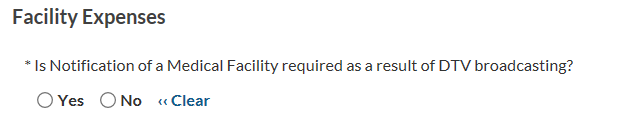 Facility Expenses
* Is Notification of a Medical Facility required as a result of DTV broadcasting?
Yes No ‹‹ Clear